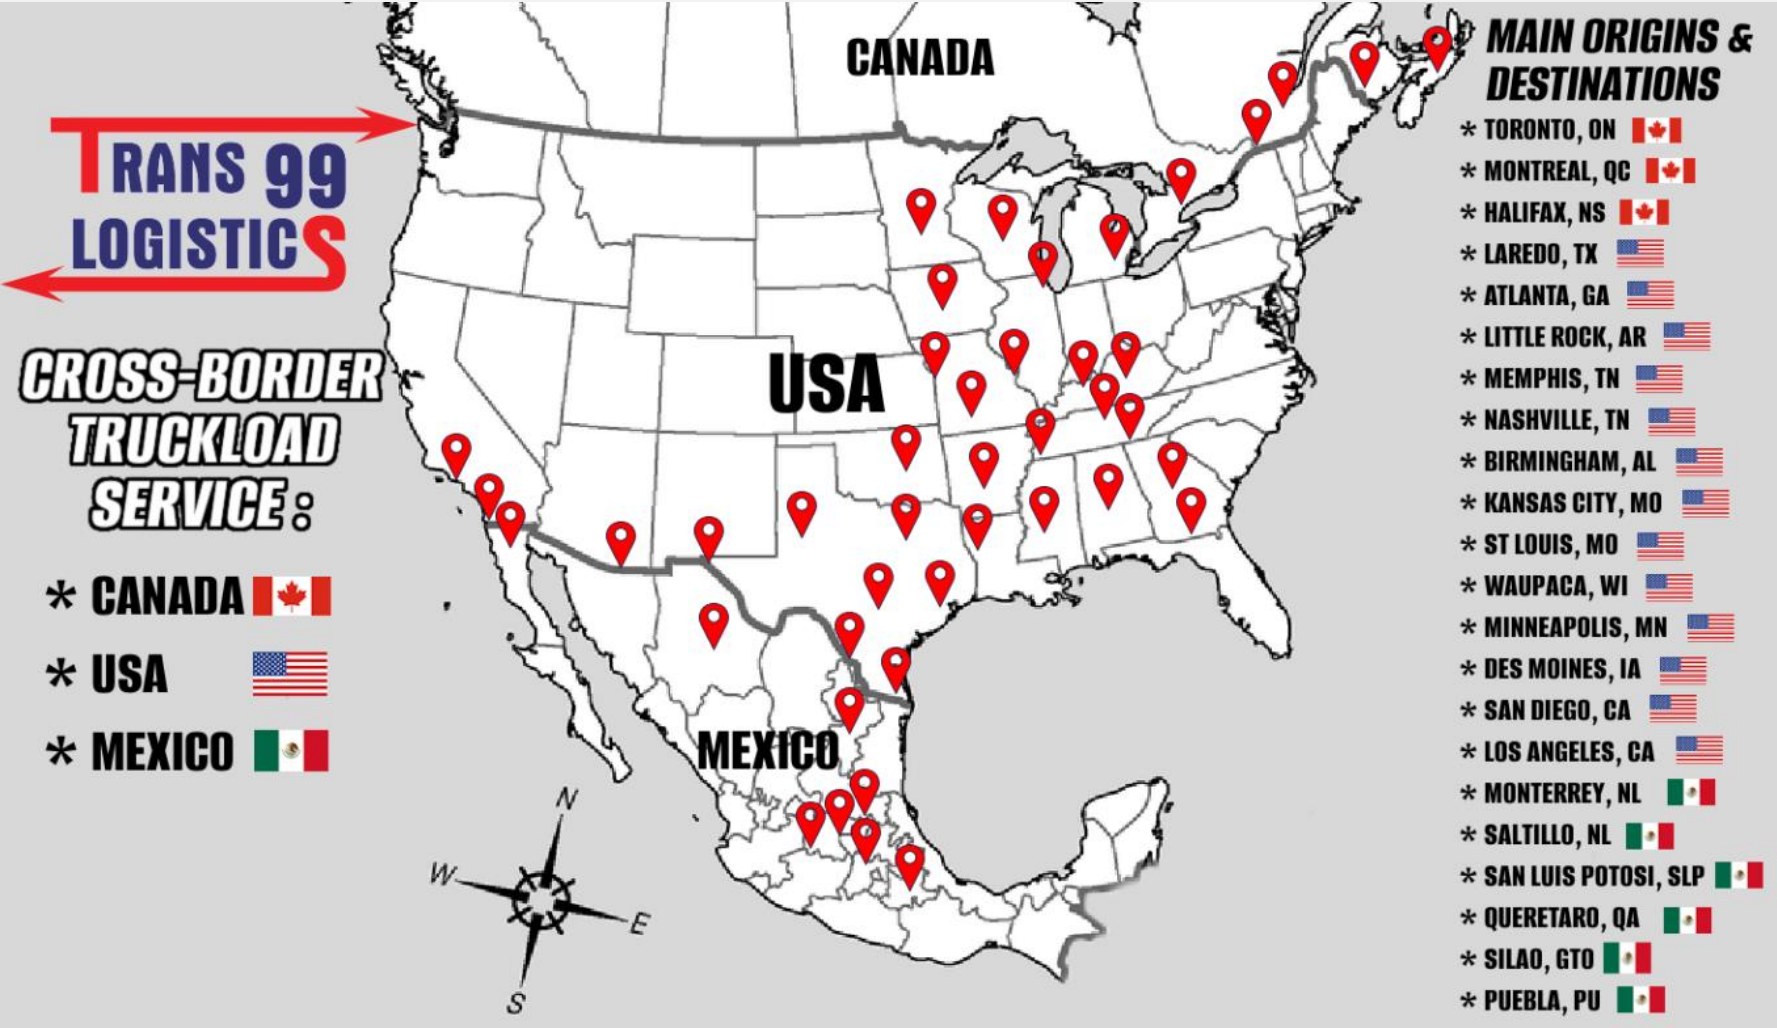 TRANS 99
LOGISTICS
CROSS-BORDER
TRUCKLOAD
SERVICE :
* CANADA
* USA
* MEXICO
CANADA
USA
MEXICO
N
W
E
S
MAIN ORIGINS &
DESTINATIONS
* TORONTO, ON
* MONTREAL, QC
* HALIFAX, NS
* LAREDO, TX
* ATLANTA, GA
* LITTLE ROCK, AR
* MEMPHIS, TN
* NASHVILLE, TN
* BIRMINGHAM, AL
* KANSAS CITY, MO
* ST LOUIS, MO
* WAUPACA, WI
* MINNEAPOLIS, MN
* DES MOINES, IA
* SAN DIEGO, CA
* LOS ANGELES, CA
* MONTERREY, NL
* SALTILLO, NL
* SAN LUIS POTOSI, SLP
* QUERETARO, QA
* SILAO, GTO
* PUEBLA, PU